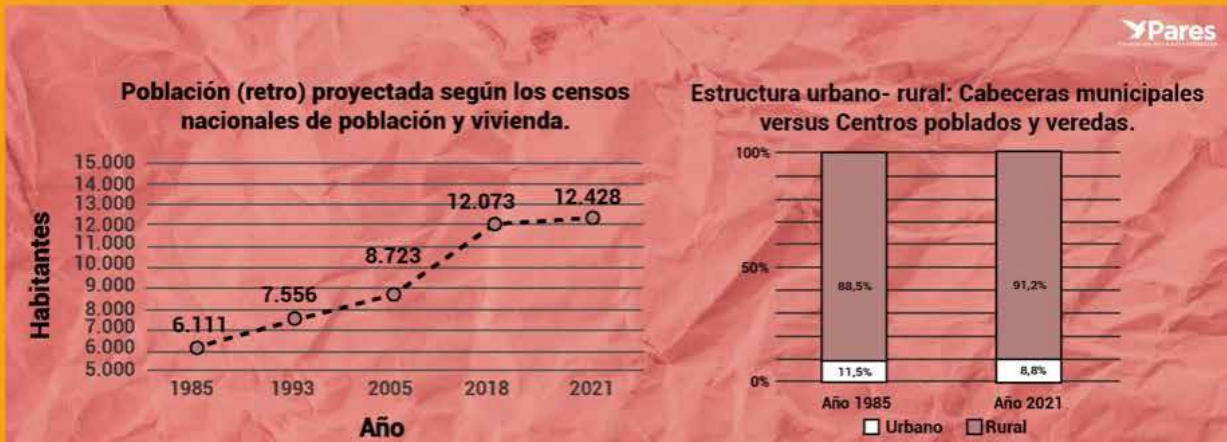 Pares
Población (retro) proyectada según los censos
nacionales de población y vivienda.
Habitantes
15.000
14.000
13.000
12.000
11.000
10.000
9.000
8.000
7.000
6.000
5.000
6.111
7.556
8.723
12.073
12.428
1985
1993
2005
2018
2021
Año
Estructura urbano- rural: Cabeceras municipales
versus Centros poblados y veredas.
100%
50%
0%
88,5%
11,5%
91,2%
8,8%
Año 1985
Año 2021
Urbano
Rural